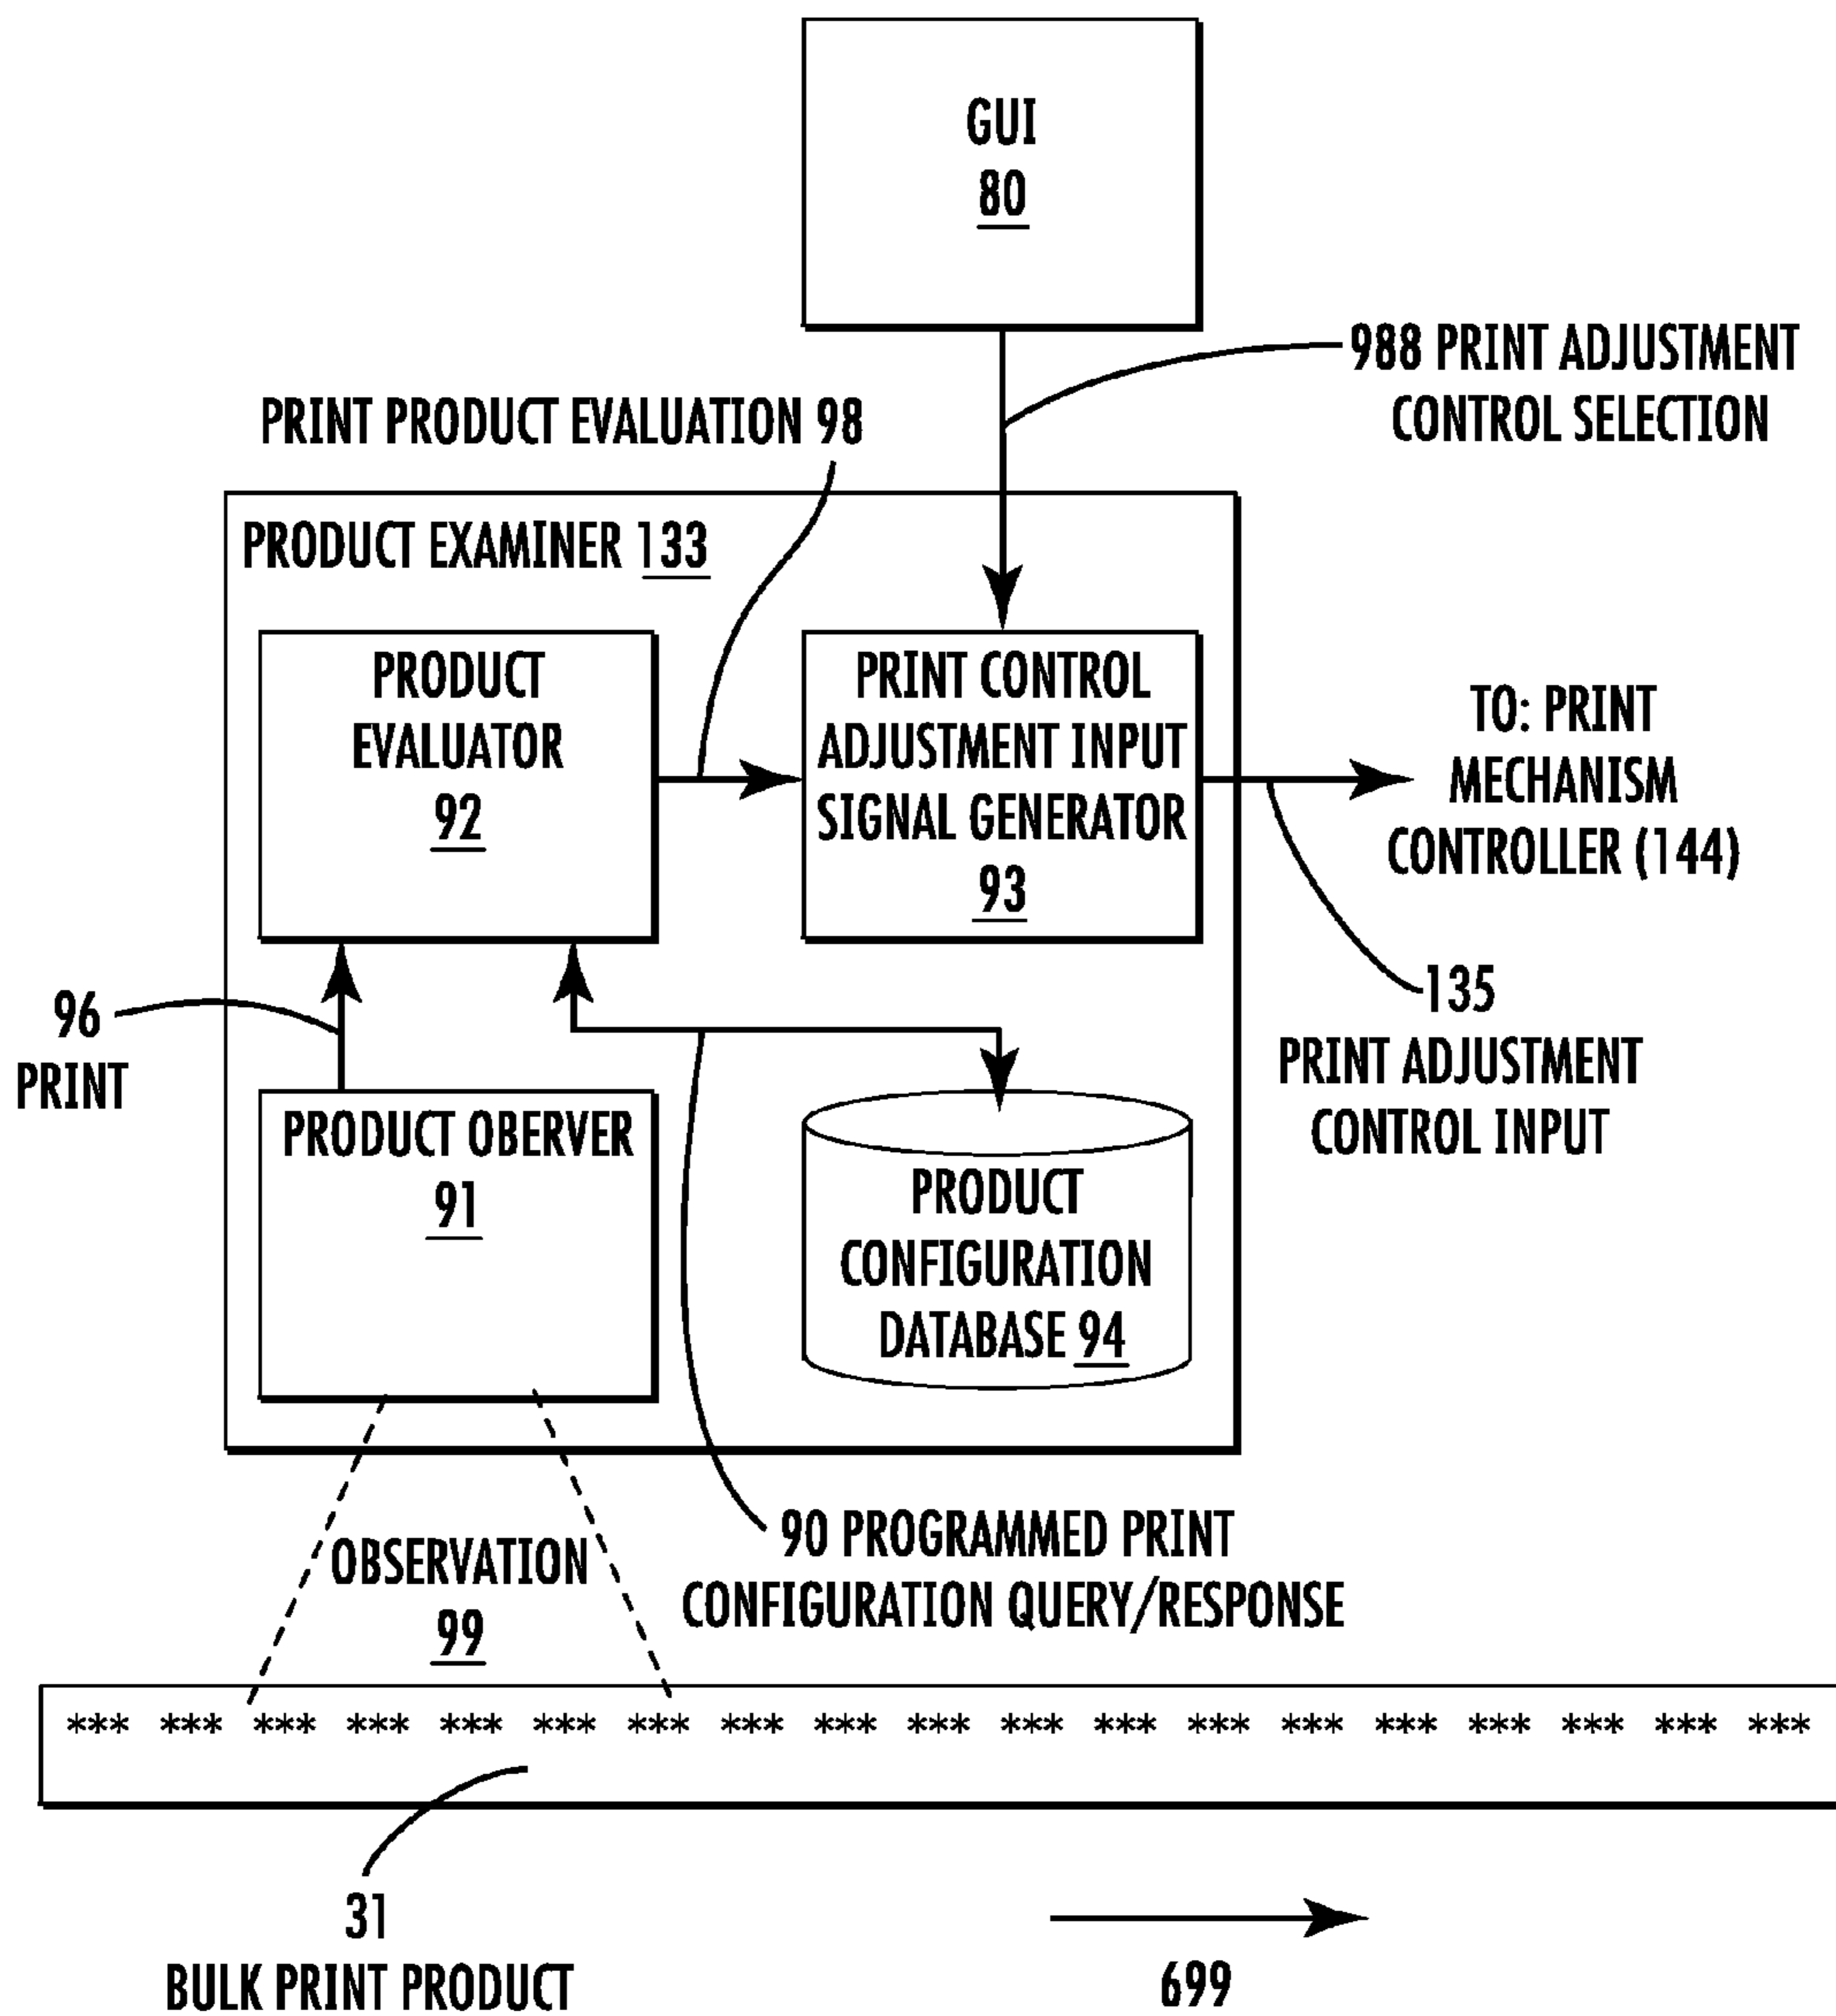 GUI
80
988 PRINT ADJUSTMENT
CONTROL SELECTION
PRINT PRODUCT EVALUATION 98
PRODUCT EXAMINER 133
PRODUCT
EVALUATOR
92
PRINT CONTROL
ADJUSTMENT INPUT
SIGNAL GENERATOR
93
TO: PRINT
MECHANISM
CONTROLLER (144)
135
PRINT ADJUSTMENT
CONTROL INPUT
96
PRINT
PRODUCT OBERVER
91
PRODUCT
CONFIGURATION
DATABASE 94
90 PROGRAMMED PRINT
CONFIGURATION QUERY/RESPONSE
OBSERVATION
99
*** *** *** *** *** *** *** *** *** *** *** *** *** *** *** *** *** *** ***
31
BULK PRINT PRODUCT
699